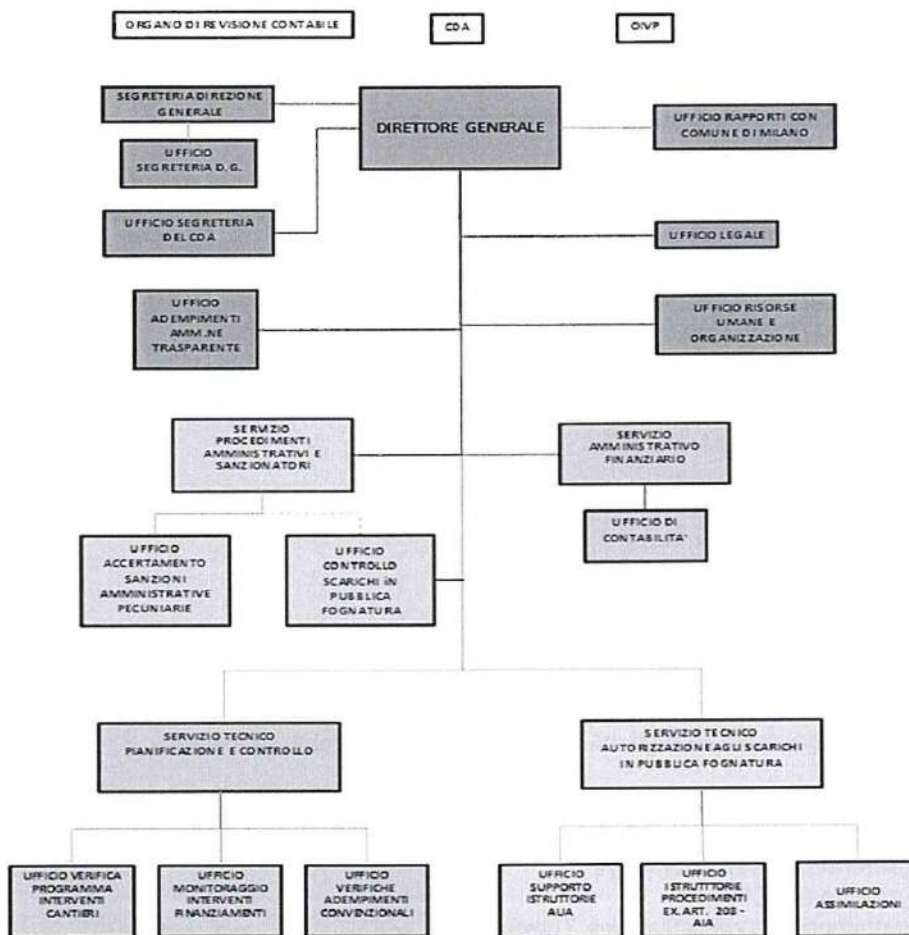 ORGANO DI REVISIONE CONTABILE
CDA
OIVP
SEGRETERIA DIREZIONE
GENERALE
DIRETTORE GENERALE
UFFICIO RAPPORTI CON
COMUNE DI MILANO
UFFICIO
SEGRETERIA D.G.
UFFICIO SEGRETERIA
DEL CDA
UFFICIO LEGALE
UFFICIO
ADEMPIMENTI
AMM.NE
TRASPARENTE
UFFICIO RISORSE
UMANE E
ORGANIZZAZIONE
SERVIZIO
PROCEDIMENTI
AMMINISTRATIVI E
SANZIONATORI
SERVIZIO
AMMINISTRATIVO
FINANZIARIO
UFFICIO DI
CONTABILITA'
UFFICIO
ACCERTAMENTO
SANZIONI
AMMINISTRATIVE
PECUNIARIE
UFFICIO
CONTROLLO
SCARICHI IN
PUBBLICA
FOGNATURA
SERVIZIO TECNICO
PIANIFICAZIONE E CONTROLLO
SERVIZIO TECNICO
AUTORIZZAZIONE AGLI SCARICHI
IN PUBBLICA FOGNATURA
UFFICIO VERIFICA
PROGRAMMA
INTERVENTI
CANTIERI
UFFICIO
MONITORAGGIO
INTERVENTI
FINANZIAMENTI
UFFICIO
VERIFICHE
ADEMPIMENTI
CONVENZIONALI
UFFICIO
SUPPORTO
ISTRUTTORIE
AUA
UFFICIO
ISTRUTTTORIE
PROCEDIMENTI
EX. ART. 208 -
AIA
UFFICIO
ASSIMILAZIONI